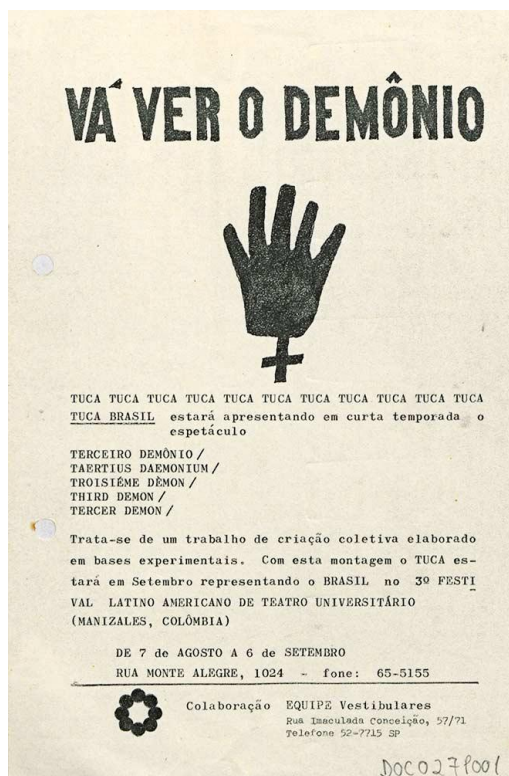 VÁ VER O DEMÔNIO
TUCA TUCA TUCA TUCA TUCA TUCA TUCA TUCA TUCA TUCA TUCA
TUCA BRASIL estará apresentando em curta temporada o
espetáculo
TERCEIRO DEMÔNIO/
TAERTIUS DAEMONIUM/
TROISIÉME DÈMON/
THIRD DEMON/
TERCER DEMON/
Trata-se de um trabalho de criação coletiva elaborado
em bases experimentais. Com esta montagem o TUCA es-
tará em Setembro representando o BRASIL no 3º FESTI
VAL LATINO AMERICANO DE TEATRO UNIVERSITÁRIO
(MANIZALES, COLÔMBIA)
DE 7 de AGOSTO A 6 de SETEMBRO
RUA MONTE ALEGRE, 1024 - fone: 65-5155
Colaboração EQUIPE Vestibulares
Rua Imaculada Conceição, 57/71
Telefone 52-7715 SP
DOC027P001